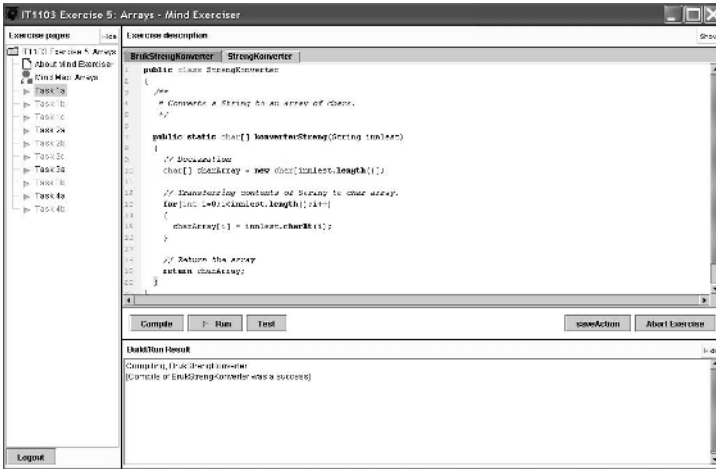 IT1103 Exercise 5: Arrays - Mind Exerciser
Exercise pages
Exercise description
IT1103 Exercise 5 Arrays
About Mind Exerciser
Mind Map: Arrays
Task 1a
Task 1b
Task 1c
Task 2a
Task 2b
Task 2c
Task 3a
Task 3b
Task 4a
Task 4b
Logout
BrukStrengKonverter StrengKonverter
public class StrengKonverter
{
/**
* Converts a String to an array of chars.
*/
public static char[] konverterStreng(String innlest)
{
// Declaration
char[] charArray = new char[innlest.length()];
// Transferring contents of String to char array.
for(int i=0;i<innlest.length();i++)
{
charArray[i] = innlest.charAt(i);
}
// Return the array
return charArray;
}
Compile Run Test saveAction Abort Exercise
Build/Run Result
Compiling BrukStrengKonverter
[Compile of BrukStrengKonverter was a success]